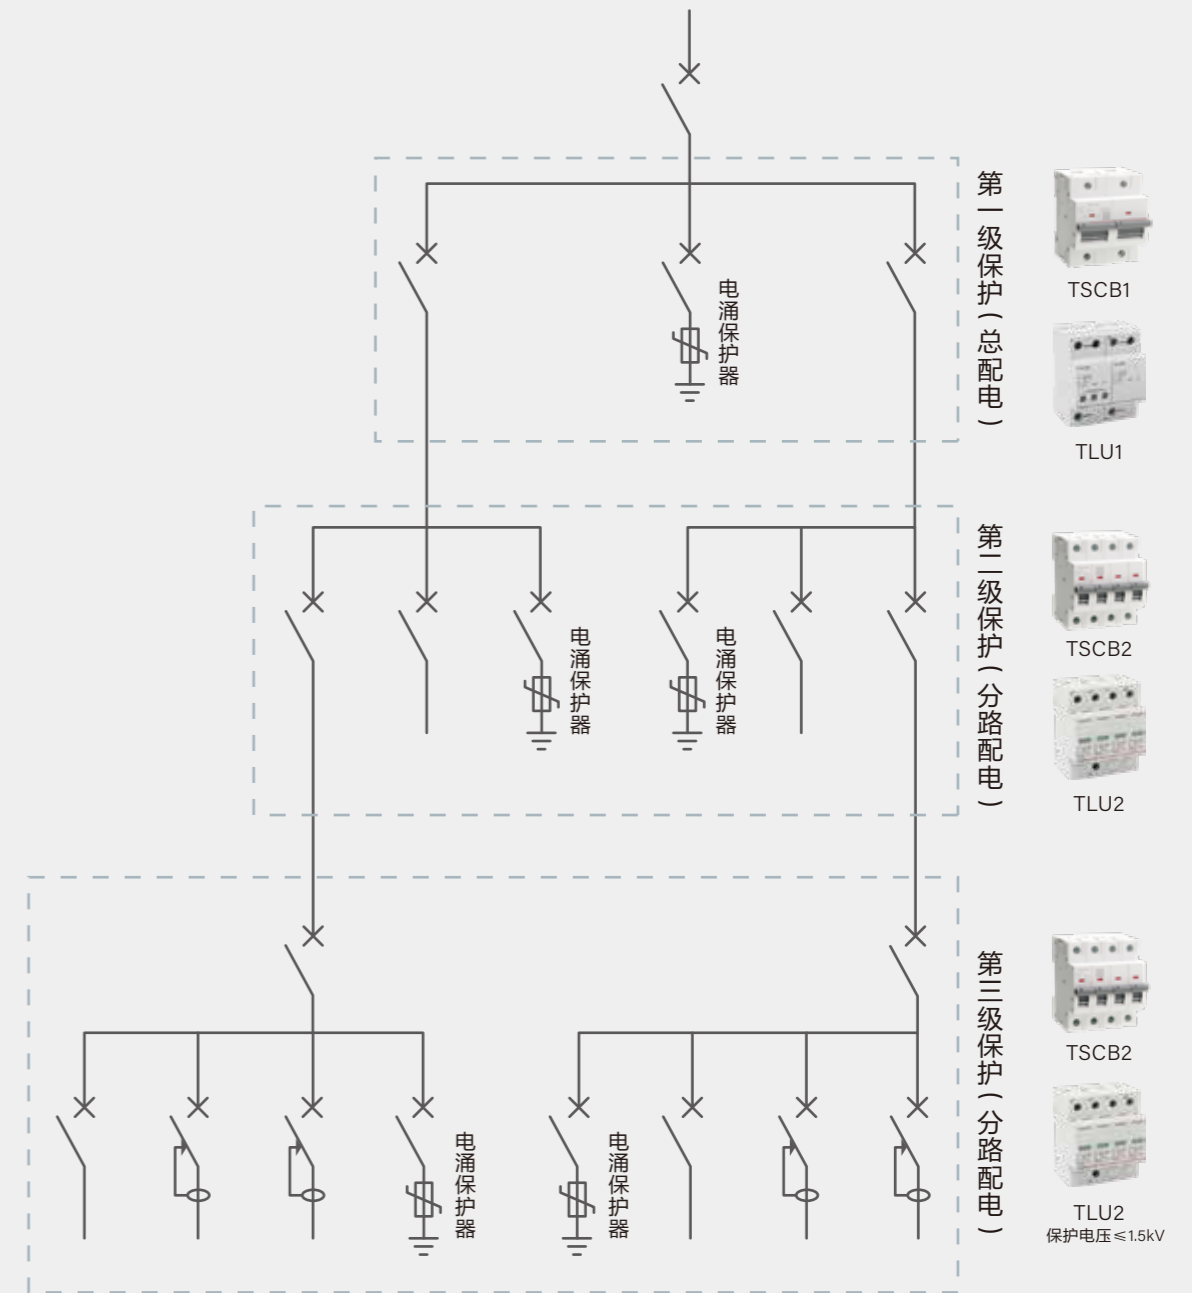 电涌保护器
第一级保护(总配电)
TSCB1
TLU1
电涌保护器
电涌保护器
第二级保护(分路配电)
TSCB2
TLU2
电涌保护器
电涌保护器
第三级保护(分路配电)
TSCB2
TLU2
保护电压≤1.5kV